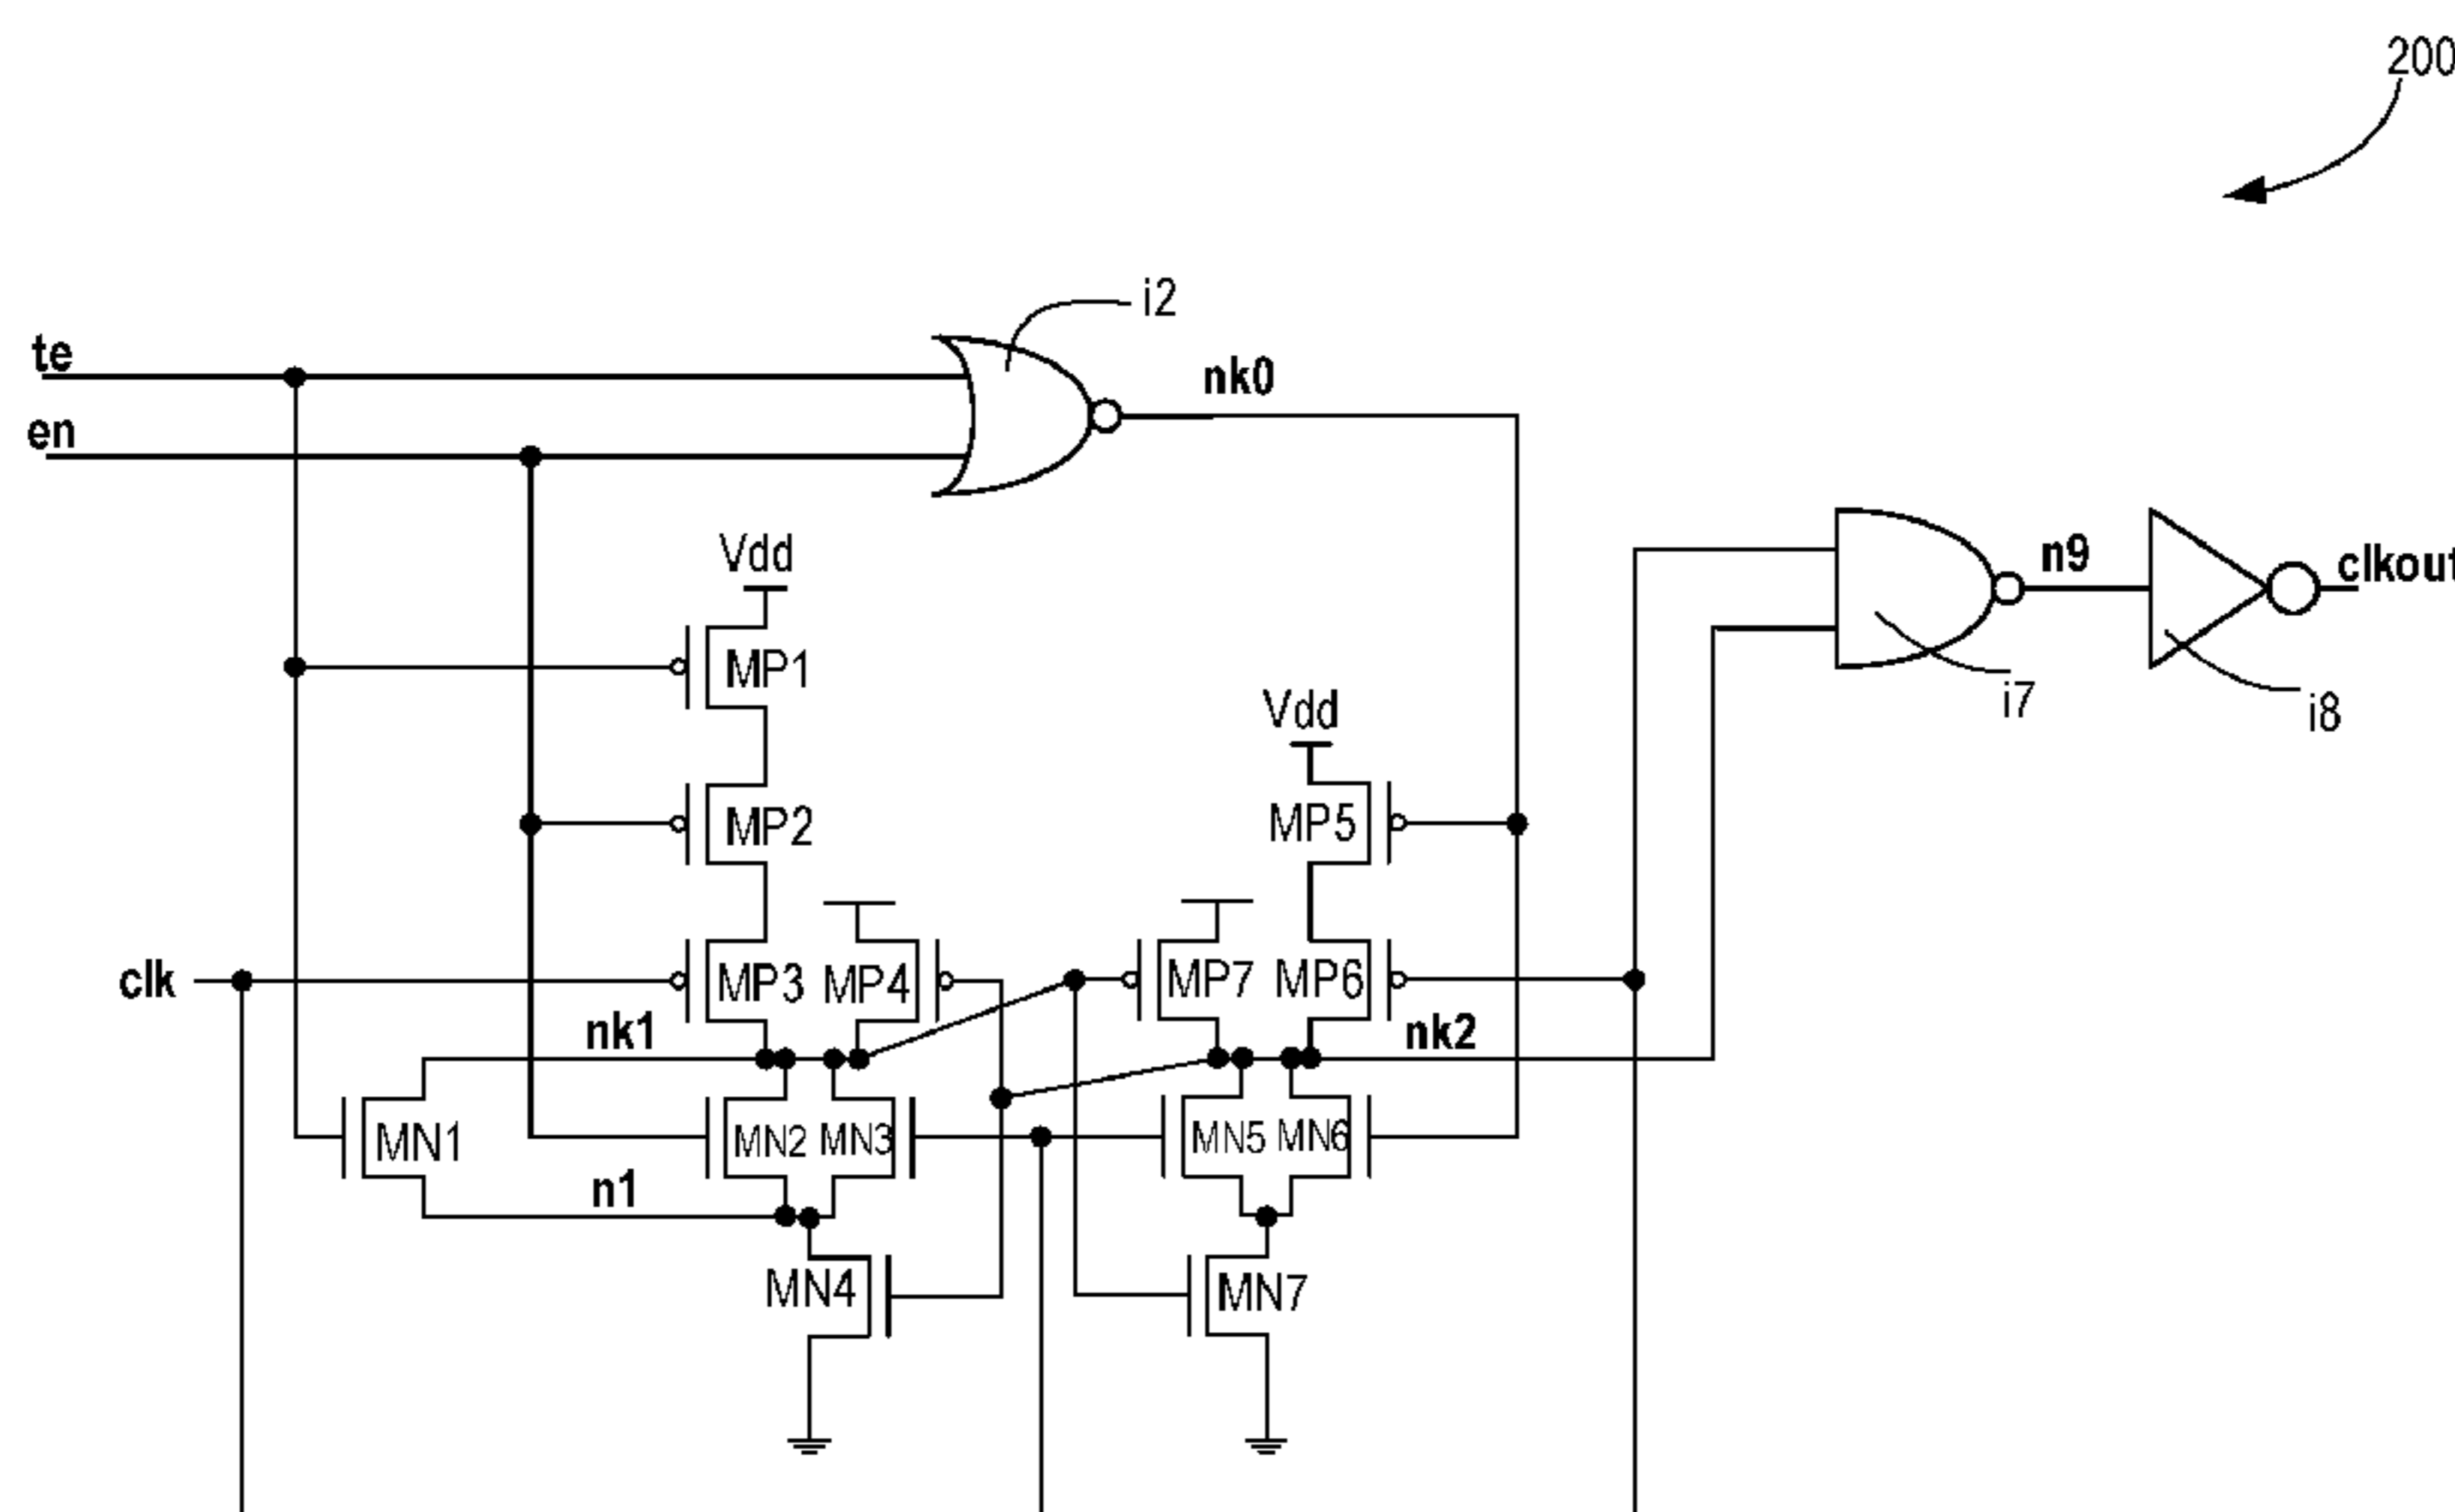 200
i2
te
nk0
en
Vdd
n9
clkout
MP1
i7
i8
Vdd
MP2
MP5
clk
MP3
MP4
MP7
MP6
nk1
nk2
MN1
MN2
MN3
MN5
MN6
n1
MN4
MN7